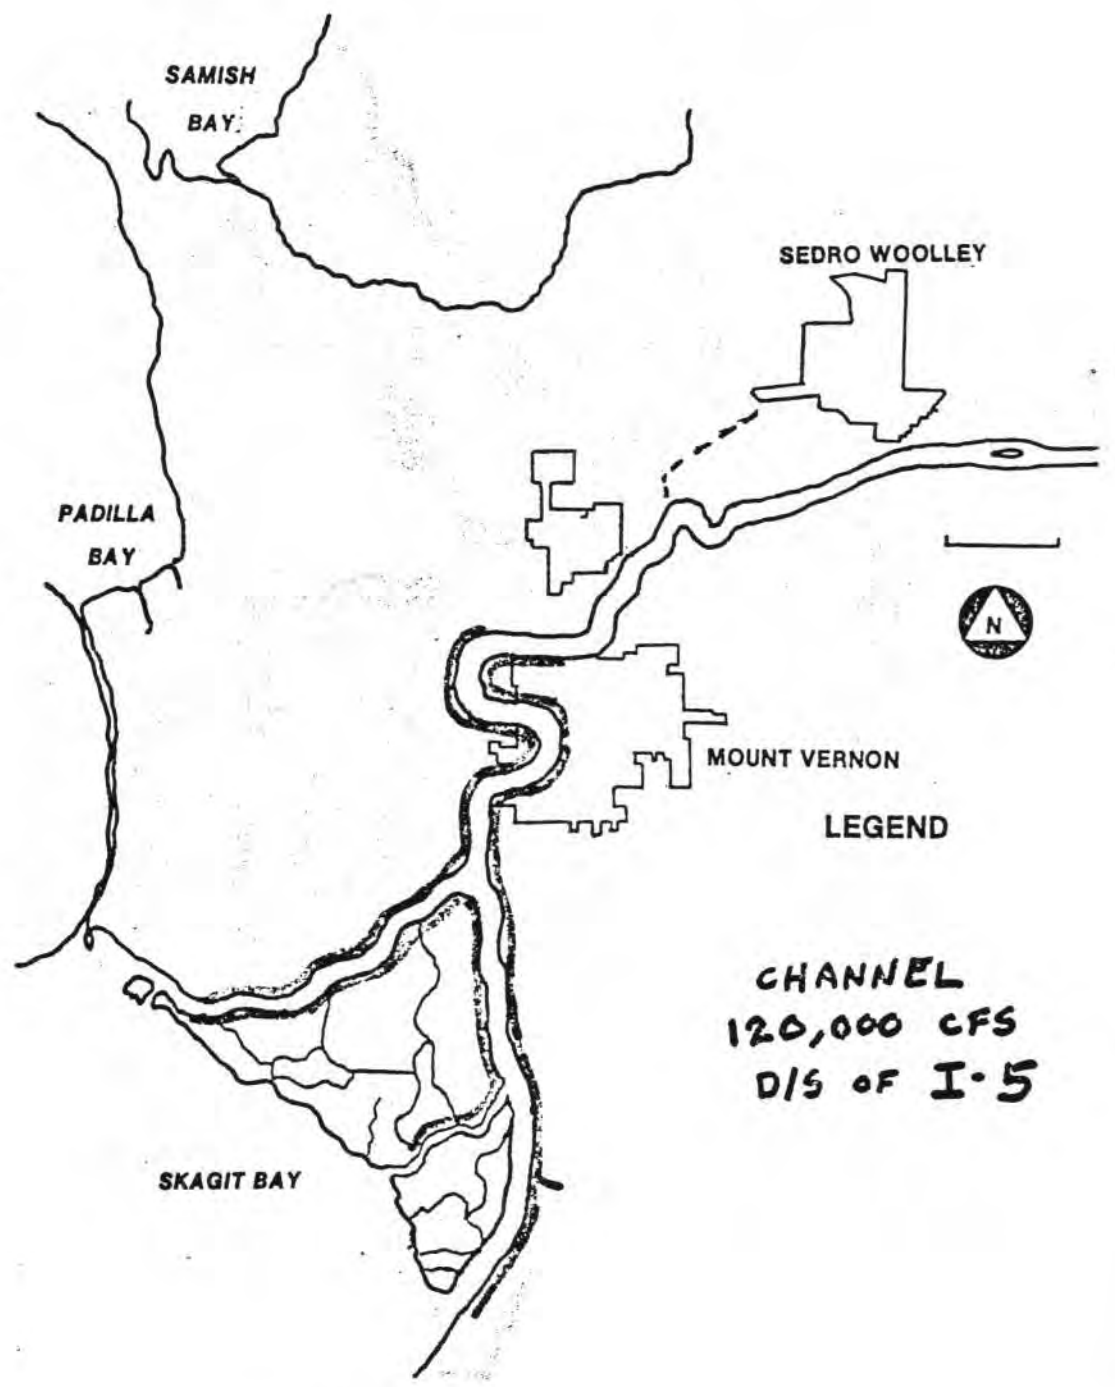 SAMISH
BAY
SEDRO WOOLLEY
PADILLA
BAY
N
MOUNT VERNON
LEGEND
CHANNEL
120,000 CFS
D/S OF I-5
SKAGIT BAY